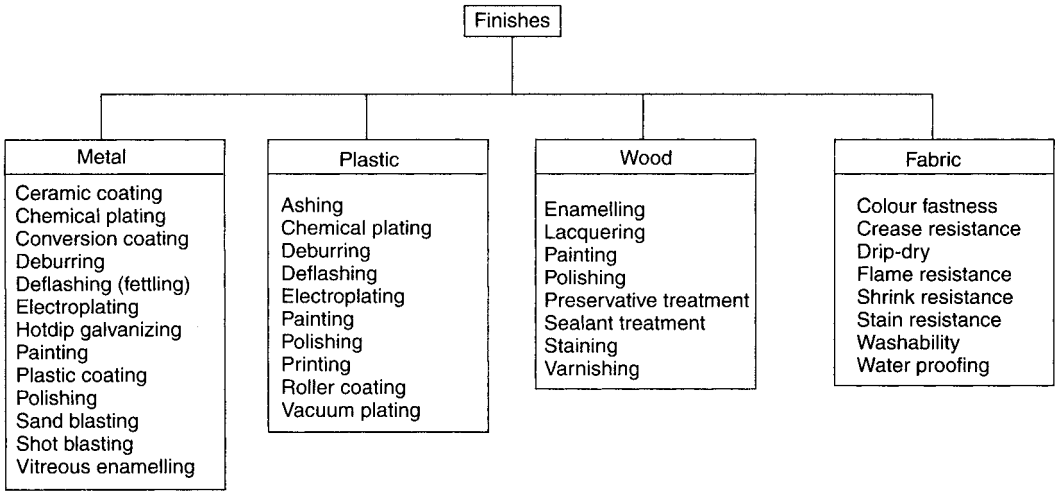 Finishes
Metal
Ceramic coating
Chemical plating
Conversion coating
Deburring
Deflashing (fettling)
Electroplating
Hotdip galvanizing
Painting
Plastic coating
Polishing
Sand blasting
Shot blasting
Vitreous enamelling
Plastic
Ashing
Chemical plating
Deburring
Deflashing
Electroplating
Painting
Polishing
Printing
Roller coating
Vacuum plating
Wood
Enamelling
Lacquering
Painting
Polishing
Preservative treatment
Sealant treatment
Staining
Varnishing
Fabric
Colour fastness
Crease resistance
Drip-dry
Flame resistance
Shrink resistance
Stain resistance
Washability
Water proofing